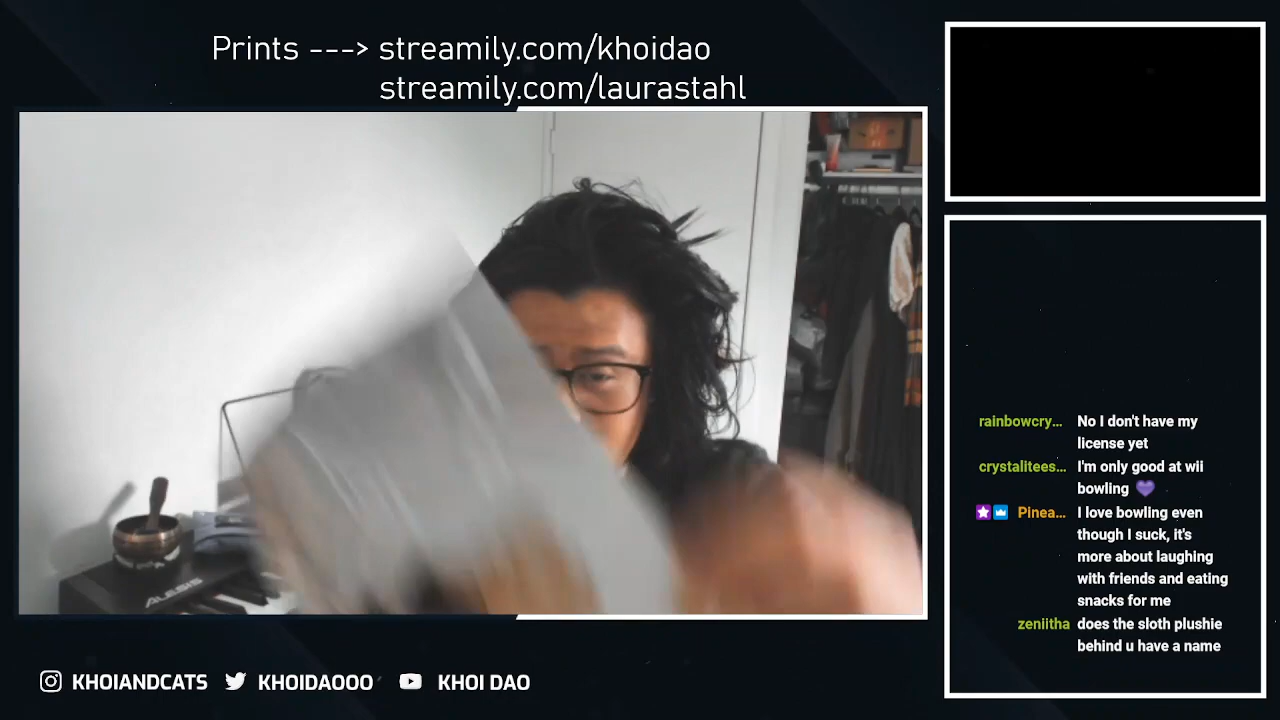 Prints ---> streamily.com/khoidao
streamily.com/laurastahl
ALESIS
rainbowcry... No I don't have my
license yet
crystalitees... I'm only good at wii
bowling 💜
Pinea... I love bowling even
though I suck, it's
more about laughing
with friends and eating
snacks for me
zeniitha does the sloth plushie
behind u have a name
KHOIANDCATS KHOIDAOOO KHOI DAO